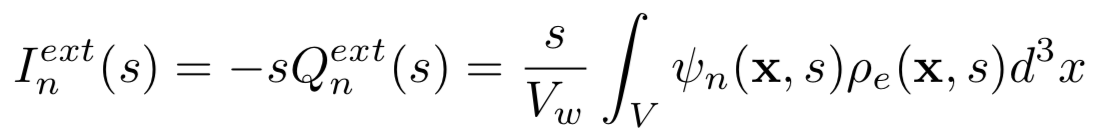 $I_n^{ext}(s) = -sQ_n^{ext}(s) = \frac{s}{V_w} \int_V \psi_n(\mathbf{x}, s)\rho_e(\mathbf{x}, s)d^3x$